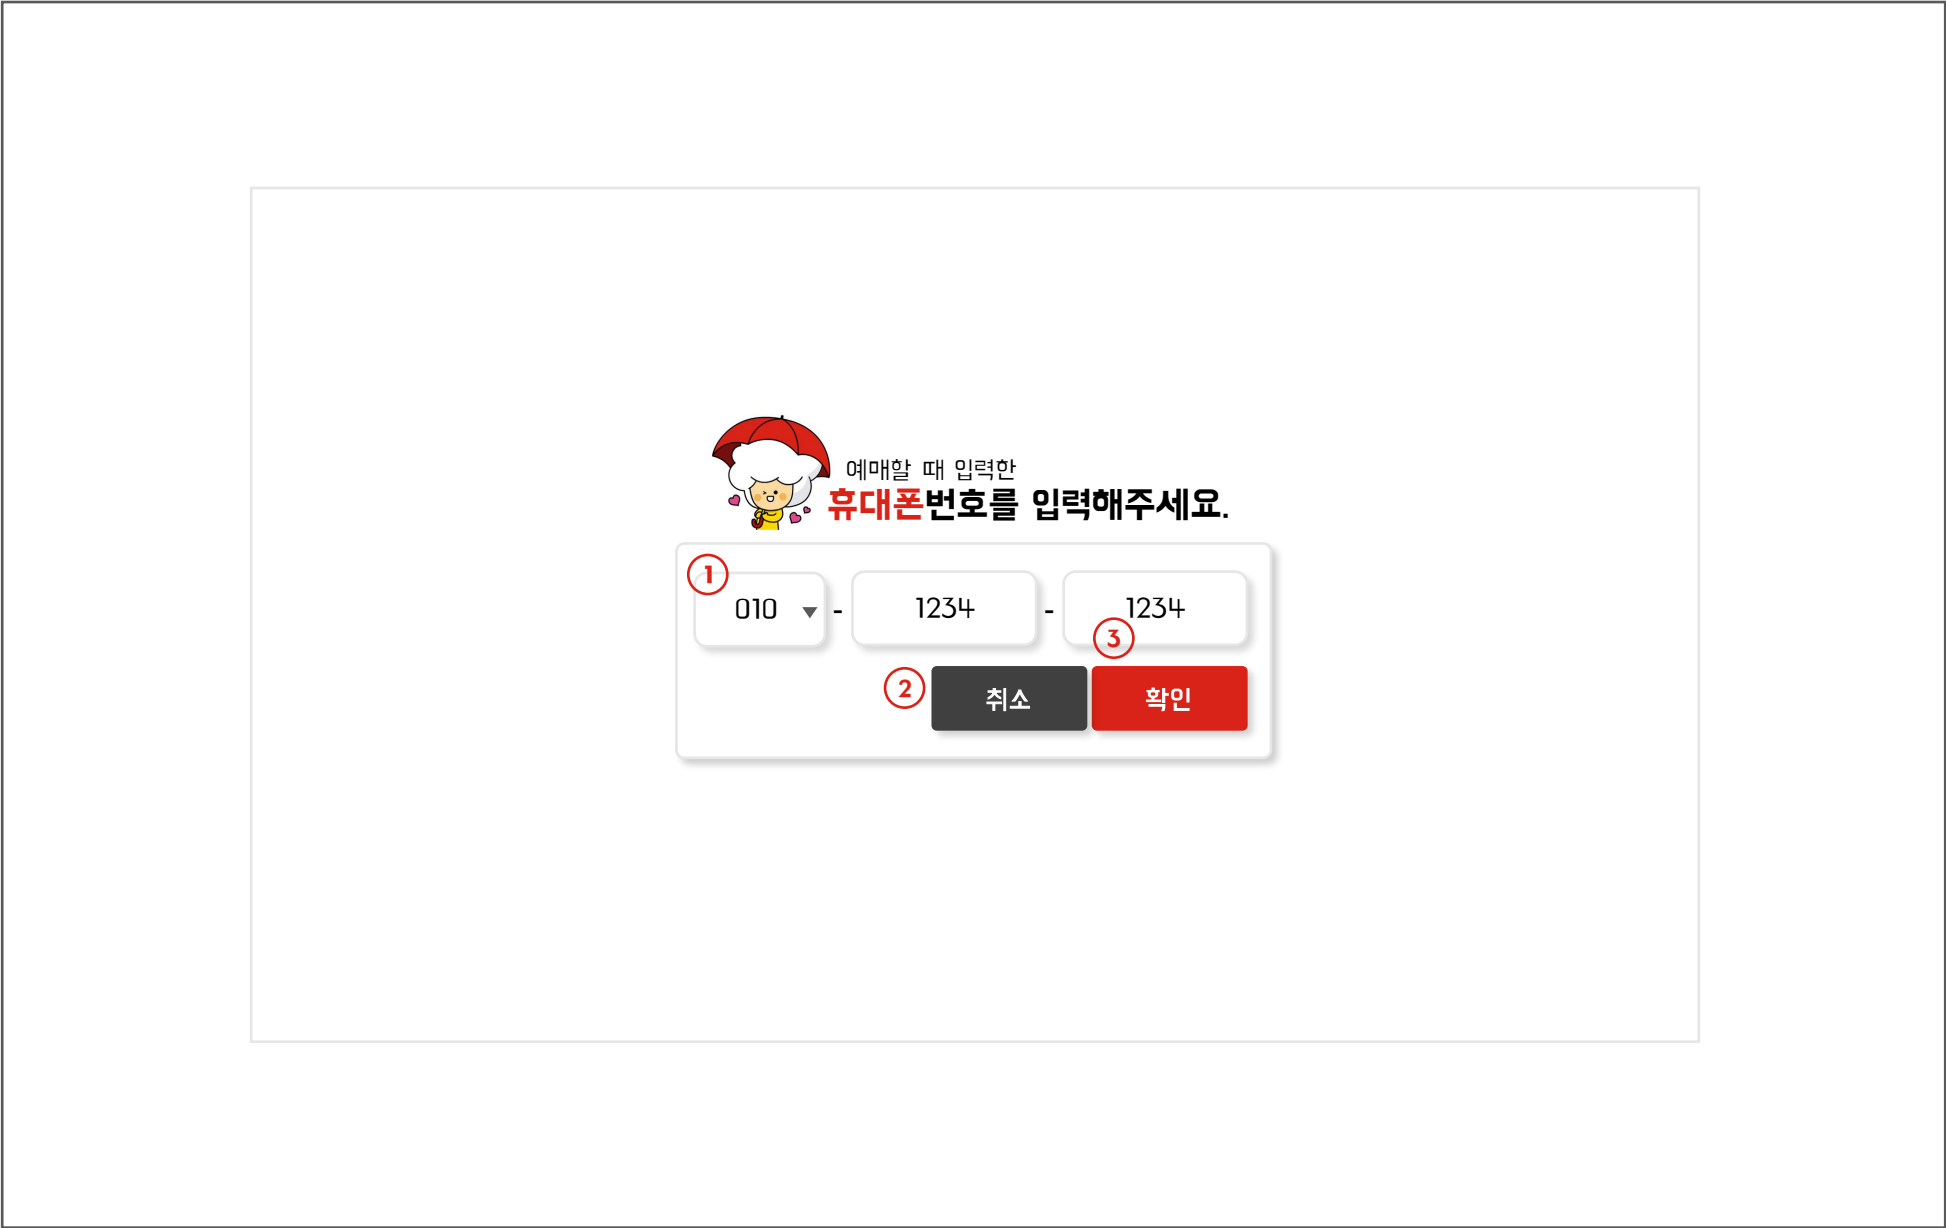 예매할 때 입력한
휴대폰번호를 입력해주세요.
1
010 - 1234 - 1234
3
2 취소 확인